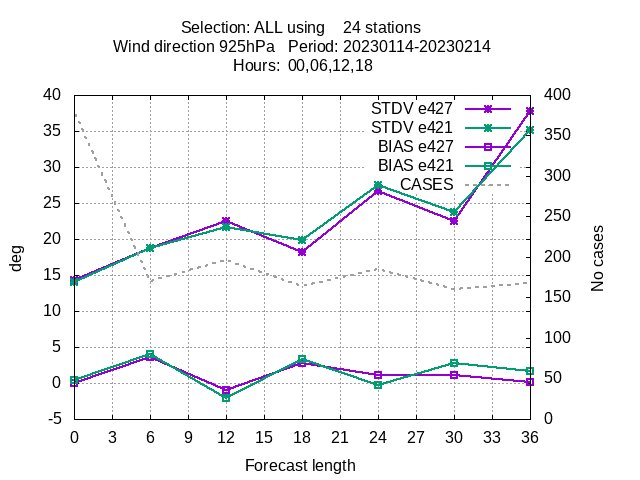 Selection: ALL using    24 stations
Wind direction 925hPa   Period: 20230114-20230214
Hours:  00,06,12,18
STDV e427
STDV e421
BIAS e427
BIAS e421
CASES
40
35
30
25
20
15
10
5
0
-5
deg
400
350
300
250
200
150
100
50
0
No cases
0 3 6 9 12 15 18 21 24 27 30 33 36
Forecast length